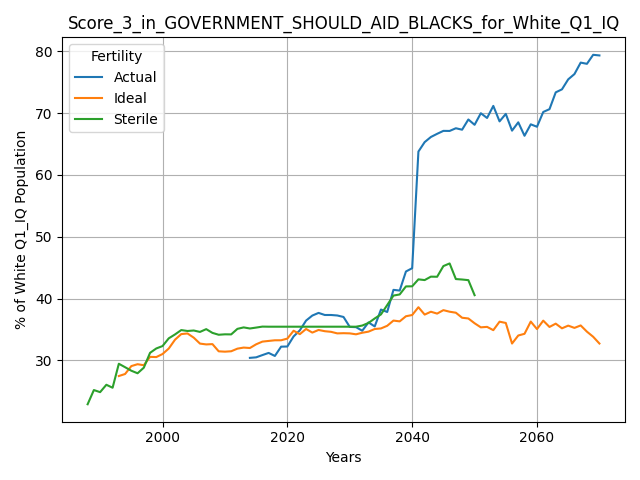 Score_3_in_GOVERNMENT_SHOULD_AID_BLACKS_for_White_Q1_IQ
Fertility
Actual
Ideal
Sterile
% of White Q1_IQ Population
80
70
60
50
40
30
2000
2020
2040
2060
Years